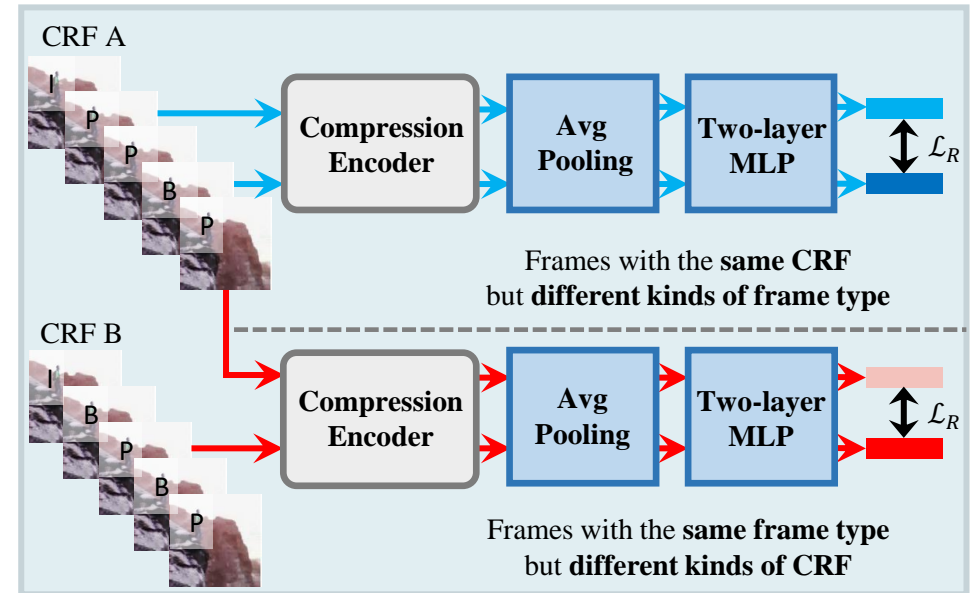 CRF A
I
P
P
B
P
Compression
Encoder
Avg
Pooling
Two-layer
MLP
ℒ_R
Frames with the same CRF
but different kinds of frame type
CRF B
I
B
P
B
P
Compression
Encoder
Avg
Pooling
Two-layer
MLP
ℒ_R
Frames with the same frame type
but different kinds of CRF